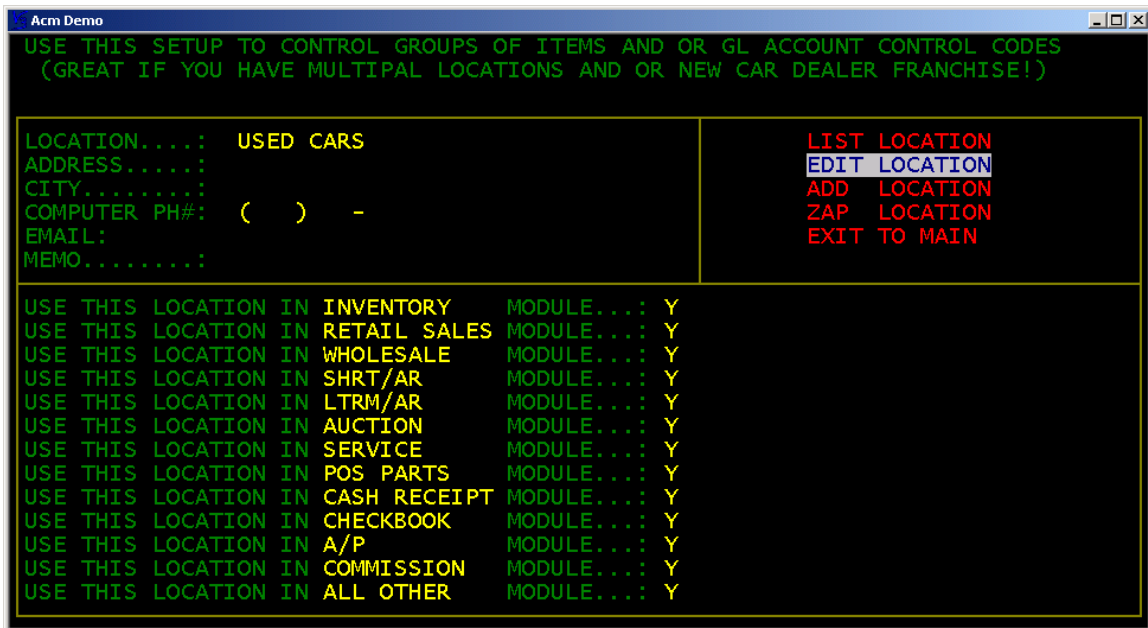 Acm Demo
USE THIS SETUP TO CONTROL GROUPS OF ITEMS AND OR GL ACCOUNT CONTROL CODES
(GREAT IF YOU HAVE MULTIPAL LOCATIONS AND OR NEW CAR DEALER FRANCHISE!)
LOCATION....: USED CARS
ADDRESS.....:
CITY........:
COMPUTER PH#: (   )   -
EMAIL:
MEMO........:
LIST LOCATION
EDIT LOCATION
ADD LOCATION
ZAP LOCATION
EXIT TO MAIN
USE THIS LOCATION IN INVENTORY MODULE...: Y
USE THIS LOCATION IN RETAIL SALES MODULE...: Y
USE THIS LOCATION IN WHOLESALE MODULE...: Y
USE THIS LOCATION IN SHRT/AR MODULE...: Y
USE THIS LOCATION IN LTRM/AR MODULE...: Y
USE THIS LOCATION IN AUCTION MODULE...: Y
USE THIS LOCATION IN SERVICE MODULE...: Y
USE THIS LOCATION IN POS PARTS MODULE...: Y
USE THIS LOCATION IN CASH RECEIPT MODULE...: Y
USE THIS LOCATION IN CHECKBOOK MODULE...: Y
USE THIS LOCATION IN A/P MODULE...: Y
USE THIS LOCATION IN COMMISSION MODULE...: Y
USE THIS LOCATION IN ALL OTHER MODULE...: Y